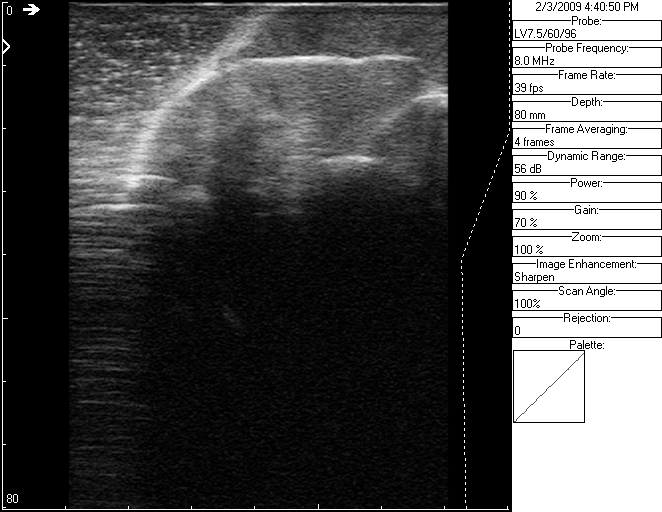 0
80
2/3/2009 4:40:50 PM
Probe:
LV7.5/60/96
Probe Frequency:
8.0 MHz
Frame Rate:
39 fps
Depth:
80 mm
Frame Averaging:
4 frames
Dynamic Range:
56 dB
Power:
90 %
Gain:
70 %
Zoom:
100 %
Image Enhancement:
Sharpen
Scan Angle:
100%
Rejection:
0
Palette: